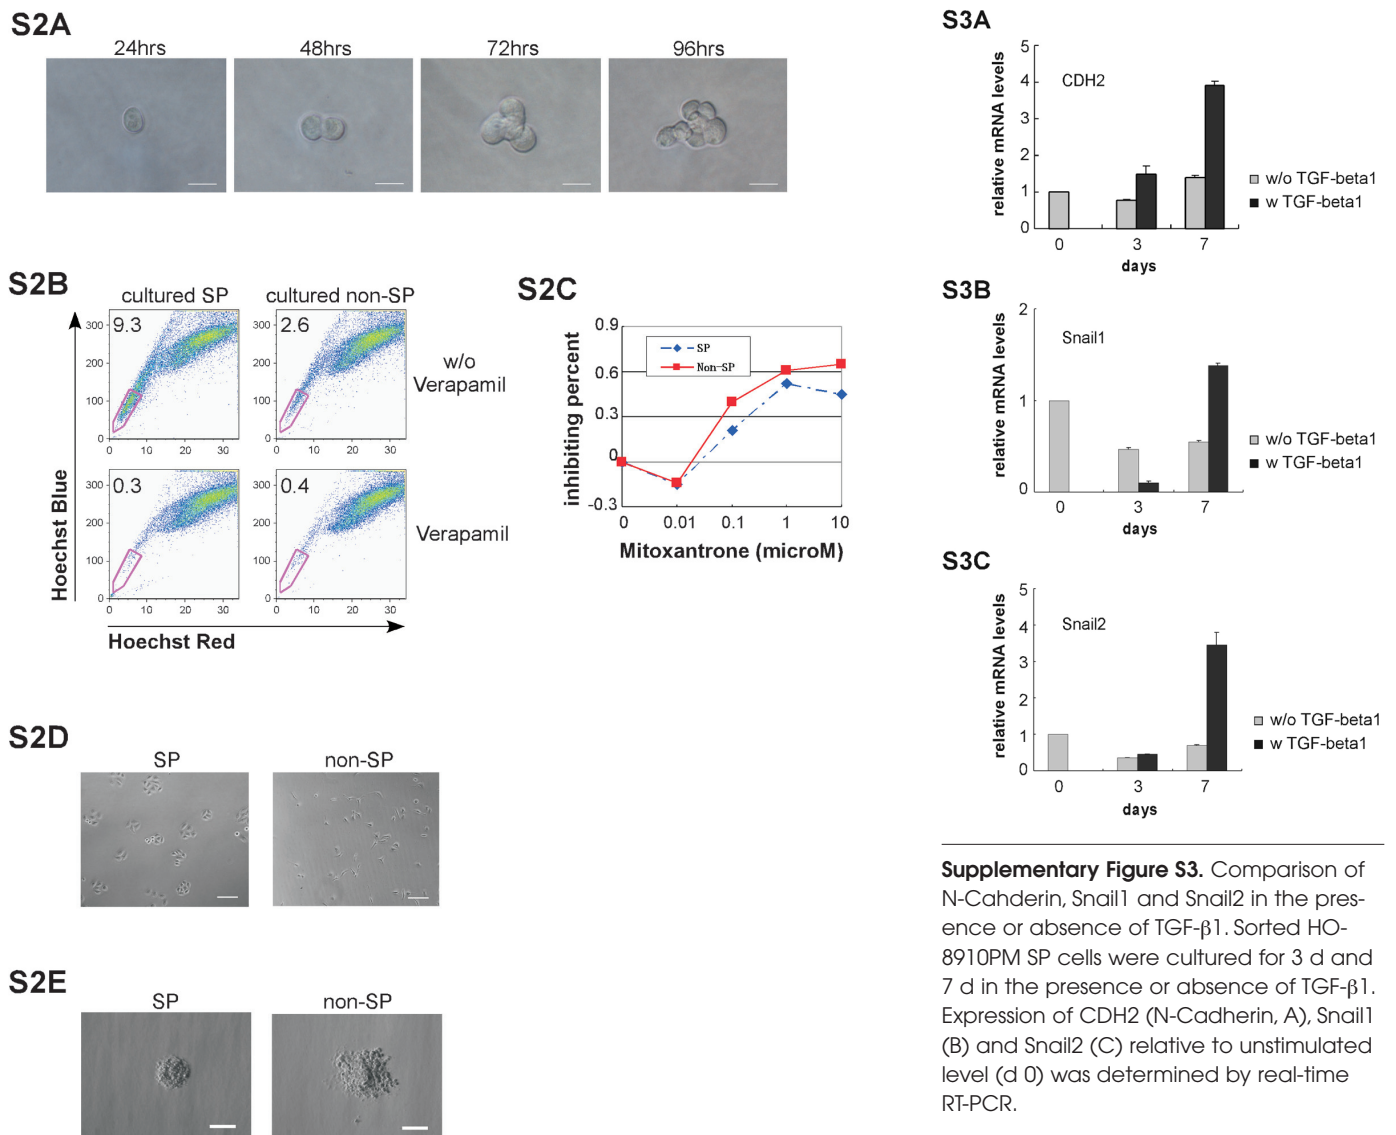 S2A
24hrs 48hrs 72hrs 96hrs
S2B
cultured SP cultured non-SP
300
200
100
0
9.3
300
200
100
0
2.6
w/o
Verapamil
0 10 20 30 0 10 20 30
300
200
100
0
0.3
300
200
100
0
0.4
Verapamil
0 10 20 30 0 10 20 30
Hoechst Blue
Hoechst Red
S2C
inhibiting percent
0.9
0.6
0.3
0
-0.3
SP
Non-SP
0 0.01 0.1 1 10
Mitoxantrone (microM)
S2D
SP non-SP
S2E
SP non-SP
S3A
relative mRNA levels
5
4
3
2
1
0
CDH2
w/o TGF-beta1
w TGF-beta1
0 3 7
days
S3B
relative mRNA levels
2
1
0
Snail1
w/o TGF-beta1
w TGF-beta1
0 3 7
days
S3C
relative mRNA levels
5
4
3
2
1
0
Snail2
w/o TGF-beta1
w TGF-beta1
0 3 7
days
Supplementary Figure S3. Comparison of
N-Cahderin, Snail1 and Snail2 in the pres-
ence or absence of TGF-β1. Sorted HO-
8910PM SP cells were cultured for 3 d and
7 d in the presence or absence of TGF-β1.
Expression of CDH2 (N-Cadherin, A), Snail1
(B) and Snail2 (C) relative to unstimulated
level (d 0) was determined by real-time
RT-PCR.